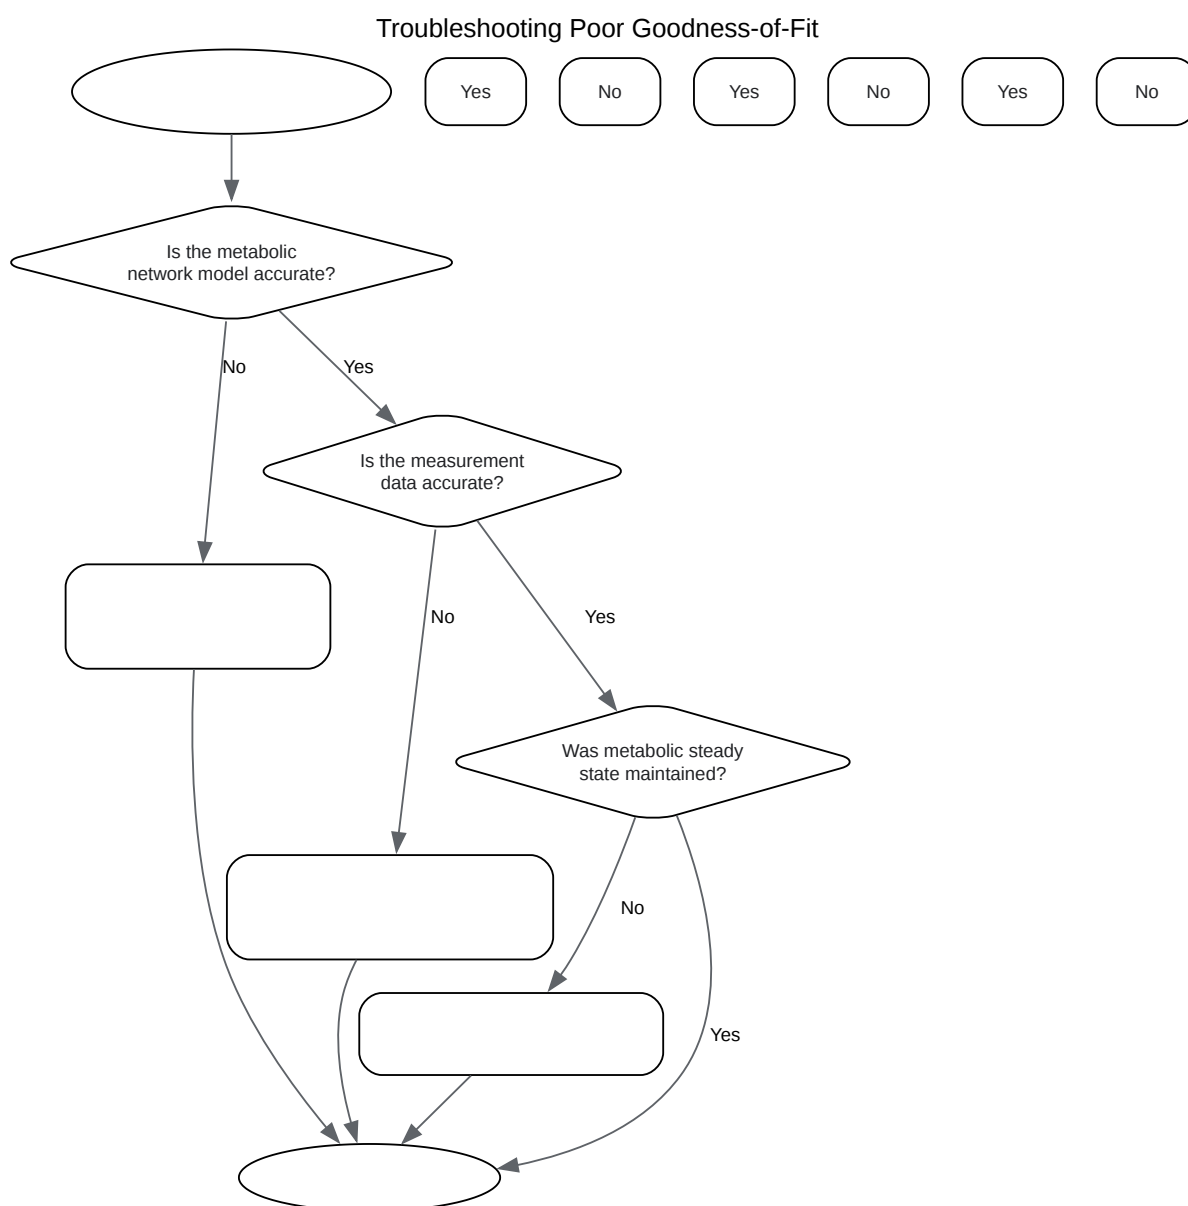 Troubleshooting Poor Goodness-of-Fit
Yes
No
Yes
No
Yes
No
Is the metabolic
network model accurate?
No
Yes
Is the measurement
data accurate?
No
Yes
Was metabolic steady
state maintained?
No
Yes